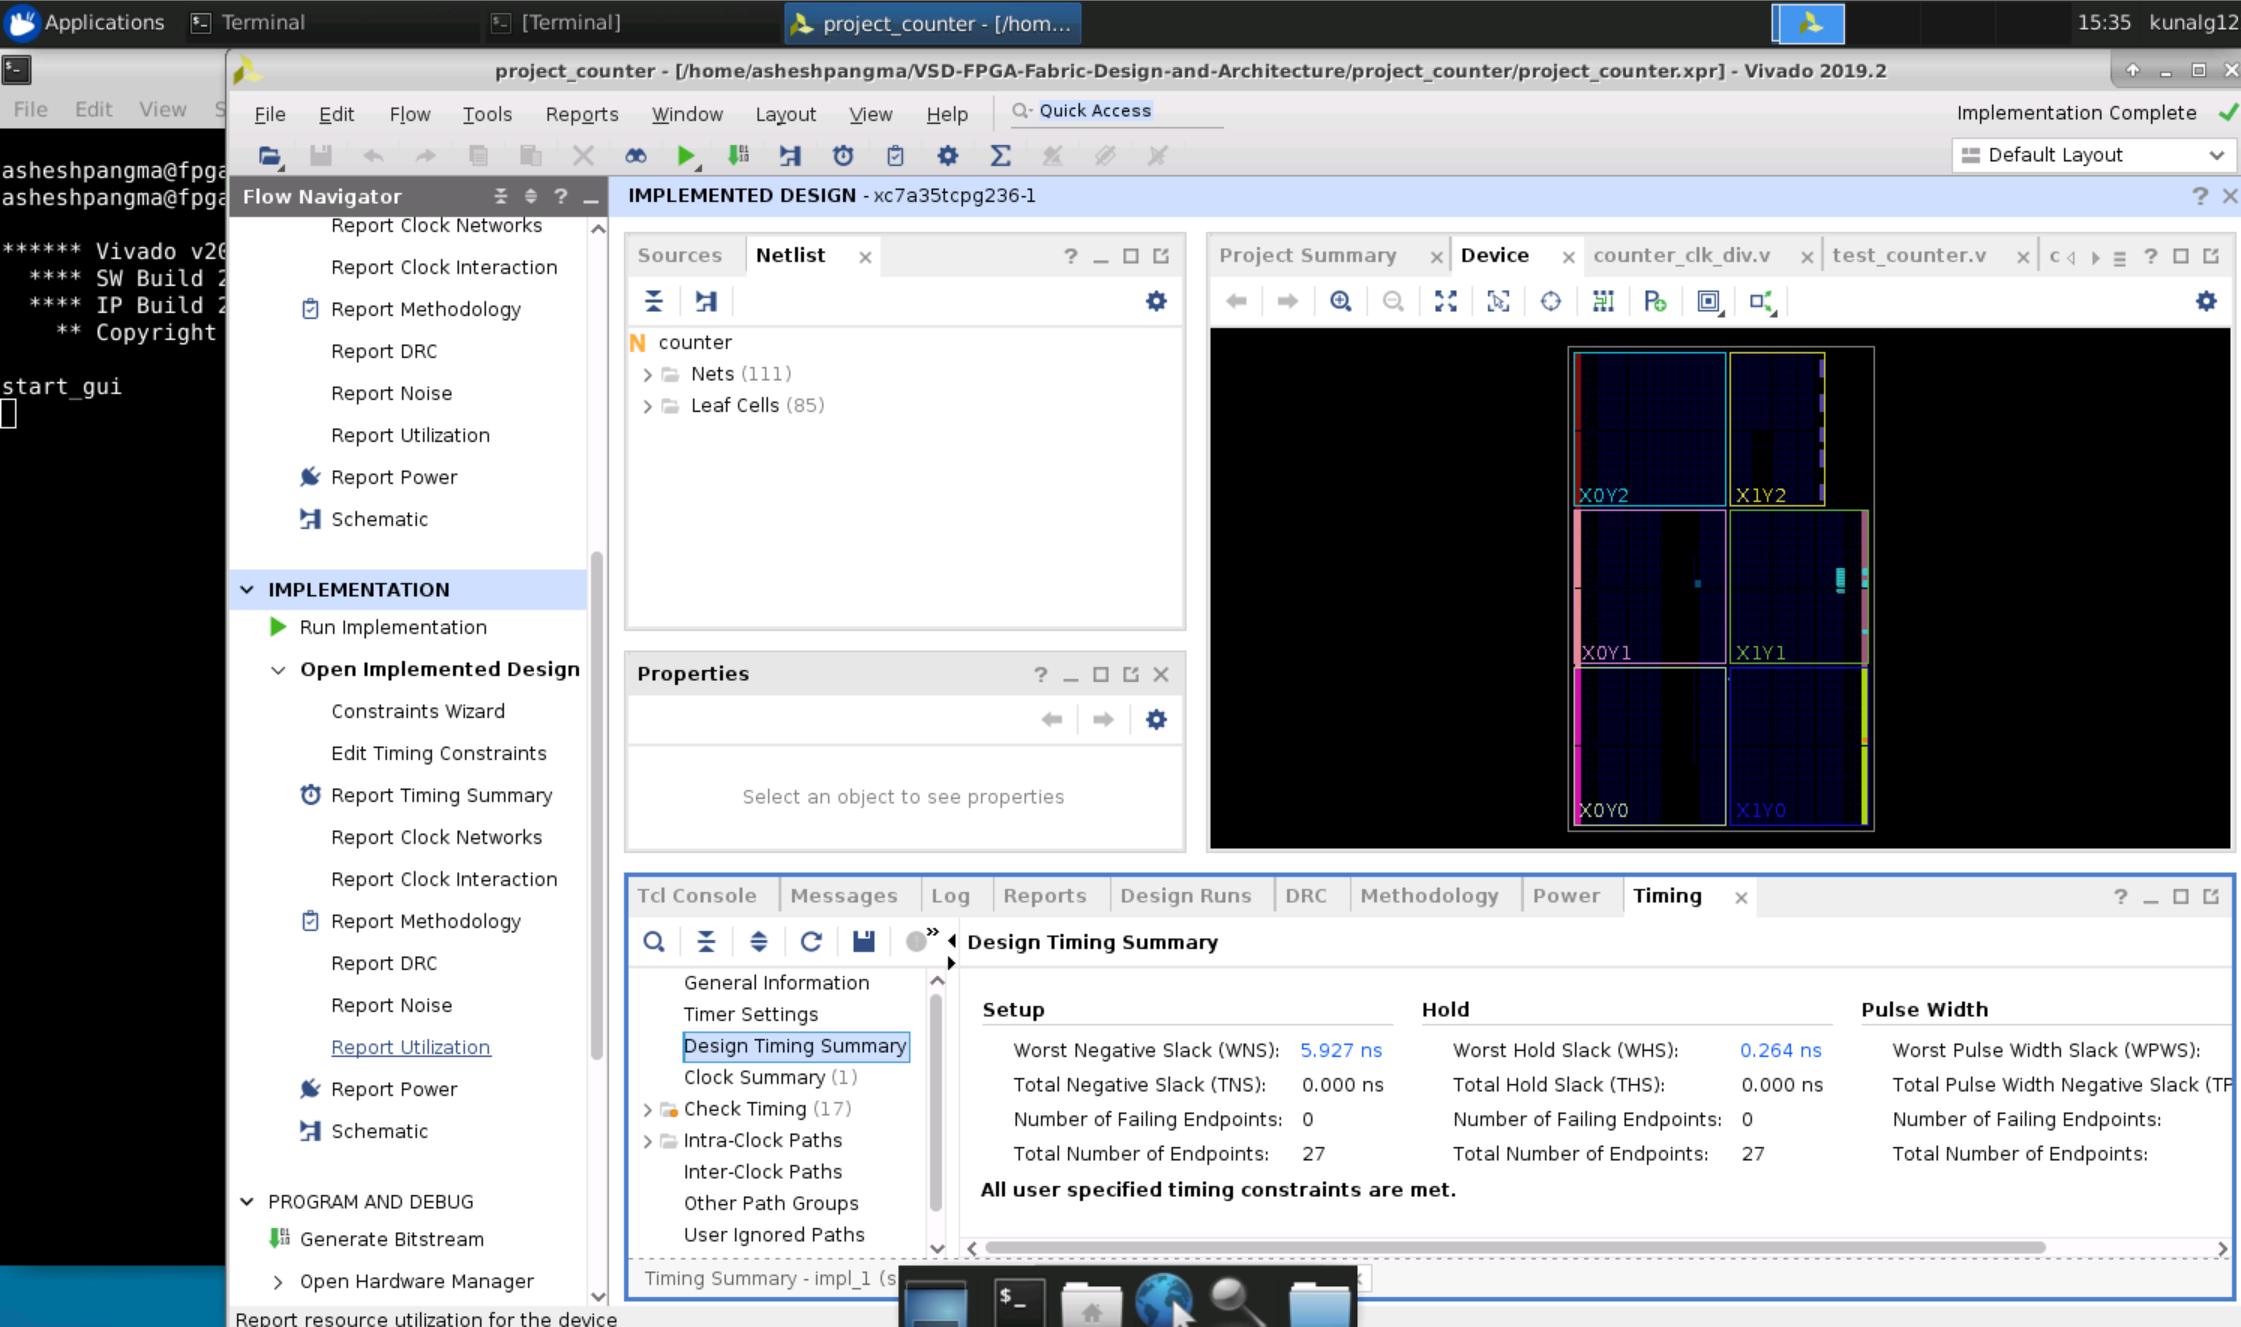 Applications
Terminal
[Terminal]
project_counter - [/hom...
15:35
kunalg12
project_counter - [/home/asheshpangma/VSD-FPGA-Fabric-Design-and-Architecture/project_counter/project_counter.xpr] - Vivado 2019.2
File Edit View S
asheshpangma@fpga
asheshpangma@fpga
****** Vivado v20
**** SW Build 2
**** IP Build 2
** Copyright
start_gui
File Edit Flow Tools Reports Window Layout View Help
Quick Access
Implementation Complete
Default Layout
Flow Navigator
?
Report Clock Networks
Report Clock Interaction
Report Methodology
Report DRC
Report Noise
Report Utilization
Report Power
Schematic
IMPLEMENTATION
Run Implementation
Open Implemented Design
Constraints Wizard
Edit Timing Constraints
Report Timing Summary
Report Clock Networks
Report Clock Interaction
Report Methodology
Report DRC
Report Noise
Report Utilization
Report Power
Schematic
PROGRAM AND DEBUG
Generate Bitstream
Open Hardware Manager
Report resource utilization for the device
IMPLEMENTED DESIGN - xc7a35tcpg236-1
?
Sources
Netlist
?
N counter
Nets (111)
Leaf Cells (85)
Properties
?
Select an object to see properties
Project Summary
Device
counter_clk_div.v
test_counter.v
c
?
X0Y2
X1Y2
X0Y1
X1Y1
X0Y0
X1Y0
Tcl Console
Messages
Log
Reports
Design Runs
DRC
Methodology
Power
Timing
?
General Information
Timer Settings
Design Timing Summary
Clock Summary (1)
Check Timing (17)
Intra-Clock Paths
Inter-Clock Paths
Other Path Groups
User Ignored Paths
Timing Summary - impl_1 (s
Design Timing Summary
Setup
Worst Negative Slack (WNS): 5.927 ns
Total Negative Slack (TNS): 0.000 ns
Number of Failing Endpoints: 0
Total Number of Endpoints: 27
Hold
Worst Hold Slack (WHS): 0.264 ns
Total Hold Slack (THS): 0.000 ns
Number of Failing Endpoints: 0
Total Number of Endpoints: 27
Pulse Width
Worst Pulse Width Slack (WPWS):
Total Pulse Width Negative Slack (TP
Number of Failing Endpoints:
Total Number of Endpoints:
All user specified timing constraints are met.